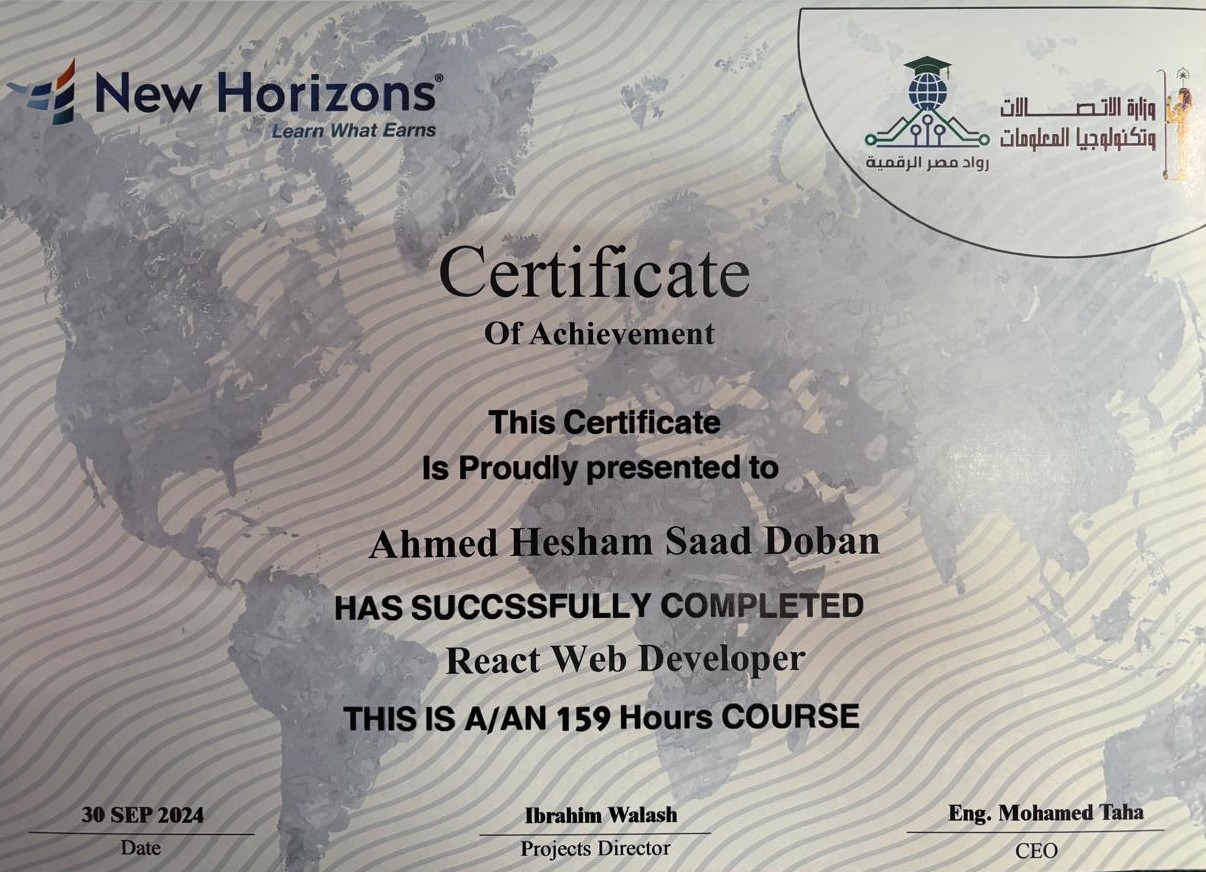 New Horizons®
Learn What Earns
وزارة الاتصـــالات
وتكنولوجيا المعلومات
رواد مصر الرقمية
Certificate
Of Achievement
This Certificate
Is Proudly presented to
Ahmed Hesham Saad Doban
HAS SUCCSSFULLY COMPLETED
React Web Developer
THIS IS A/AN 159 Hours COURSE
30 SEP 2024
Date
Ibrahim Walash
Projects Director
Eng. Mohamed Taha
CEO